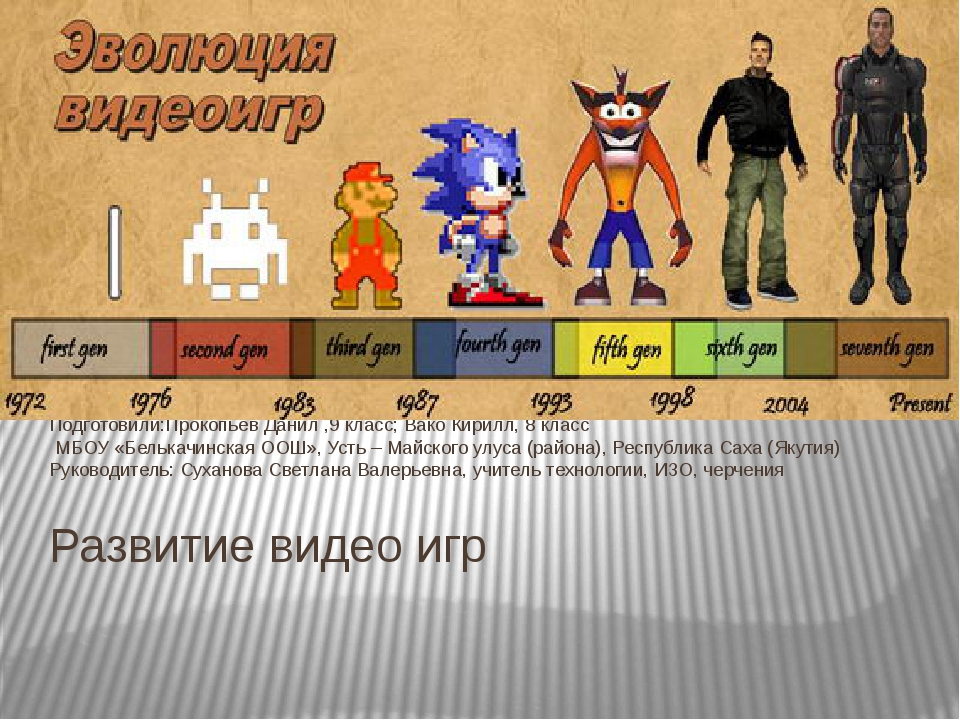 Эволюция
видеоигр
first gen second gen third gen fourth gen fifth gen sixth gen seventh gen
1972 1976 1983 1987 1993 1998 2004 Present
Подготовили:Прокопьев Данил ,9 класс; Вако Кирилл, 8 класс
МБОУ «Белькачинская ООШ», Усть – Майского улуса (района), Республика Саха (Якутия)
Руководитель: Суханова Светлана Валерьевна, учитель технологии, ИЗО, черчения
Развитие видео игр